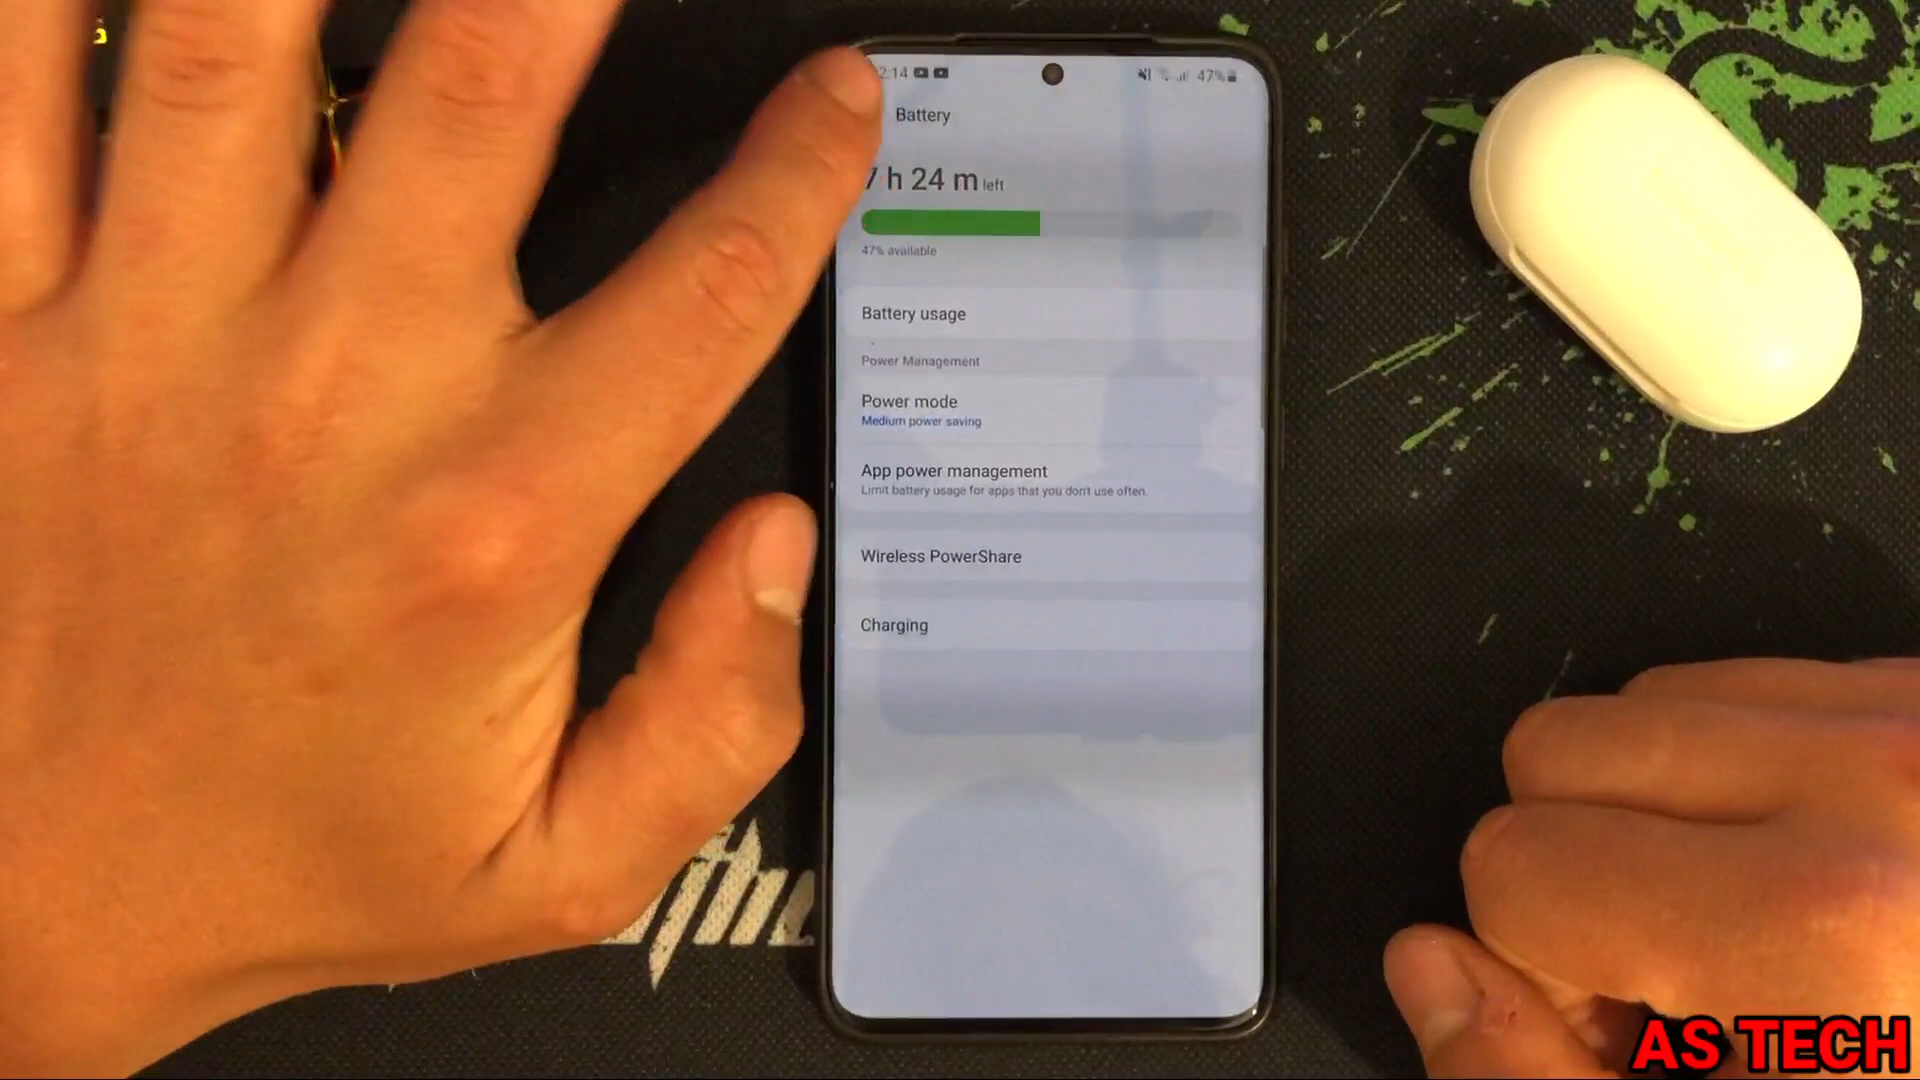 2:14
47%
Battery
7 h 24 m left
47% available
Battery usage
Power Management
Power mode
Medium power saving
App power management
Limit battery usage for apps that you don't use often.
Wireless PowerShare
Charging
AS TECH